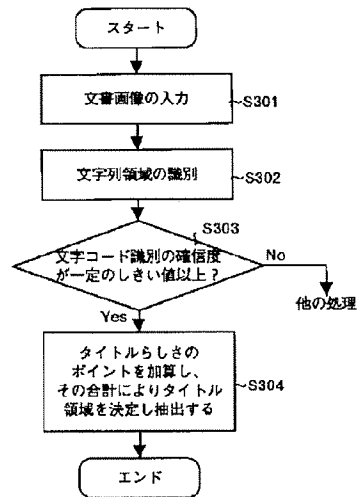 スタート
文書画像の入力
S301
文字列領域の識別
S302
S303
文字コード識別の確信度
が一定のしきい値以上？
No
他の処理
Yes
タイトルらしさの
ポイントを加算し、
その合計によりタイトル
領域を決定し抽出する
S304
エンド